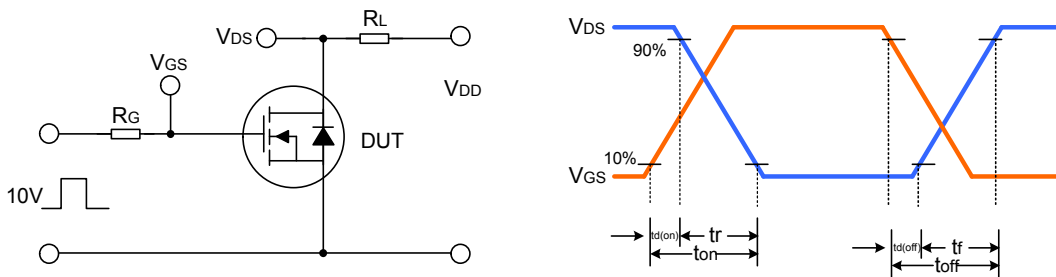 VDS
RL
VGS
VDD
RG
DUT
10V
VDS
90%
10%
VGS
td(on)
tr
ton
td(off)
tf
toff